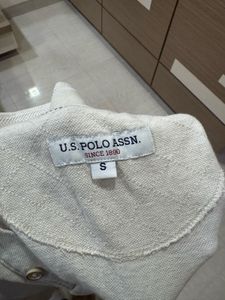 U.S. POLO ASSN.
SINCE 1890
S